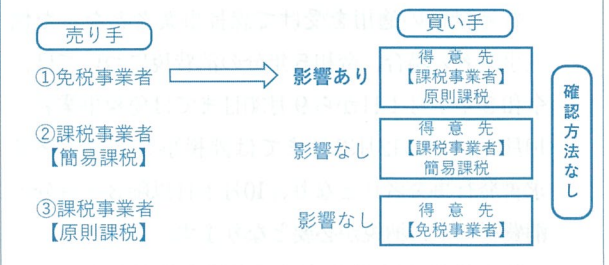 売り手
買い手
①免税事業者
影響あり
得意先
【課税事業者】
原則課税
②課税事業者
【簡易課税】
影響なし
得意先
【課税事業者】
簡易課税
③課税事業者
【原則課税】
影響なし
得意先
【免税事業者】
確認方法なし